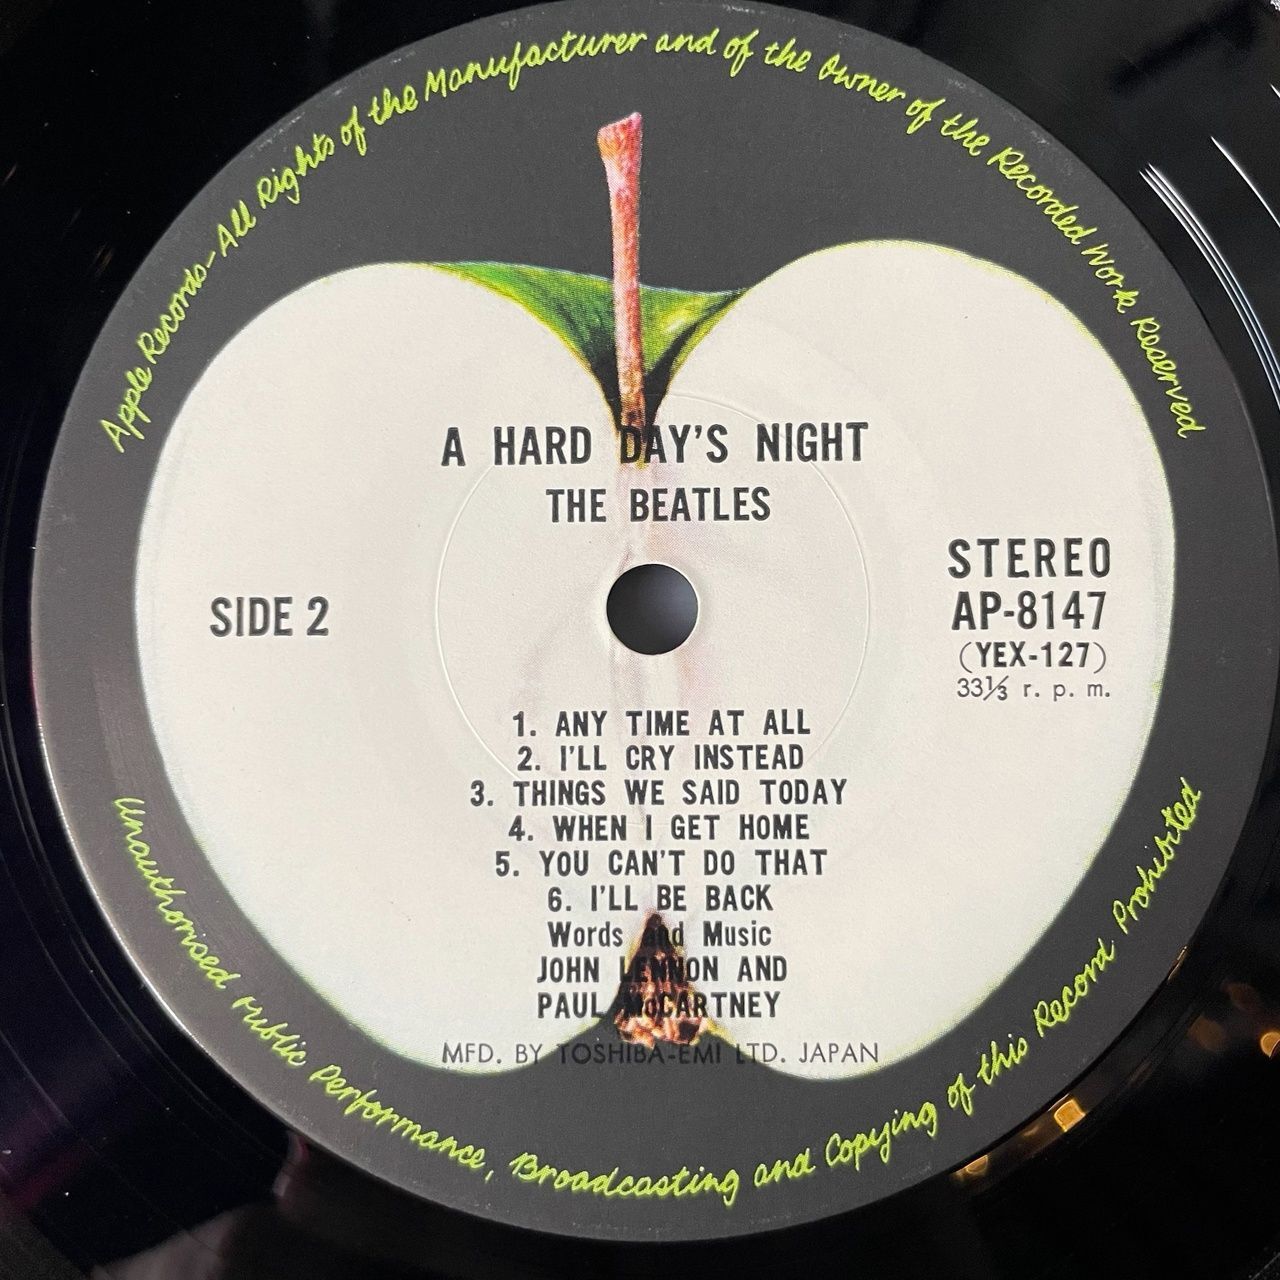 Apple Records-All Rights of the Manufacturer and of the Owner of the Recorded Work Reserved
A HARD DAY'S NIGHT
THE BEATLES
STEREO
SIDE 2
AP-8147
(YEX-127)
33⅓ r. p. m.
1. ANY TIME AT ALL
2. I'LL CRY INSTEAD
3. THINGS WE SAID TODAY
4. WHEN I GET HOME
5. YOU CAN'T DO THAT
6. I'LL BE BACK
Words and Music
JOHN LENNON AND
PAUL McCARTNEY
MFD. BY TOSHIBA-EMI LTD. JAPAN
Unauthorised Public Performance, Broadcasting and Copying of this Record Prohibited